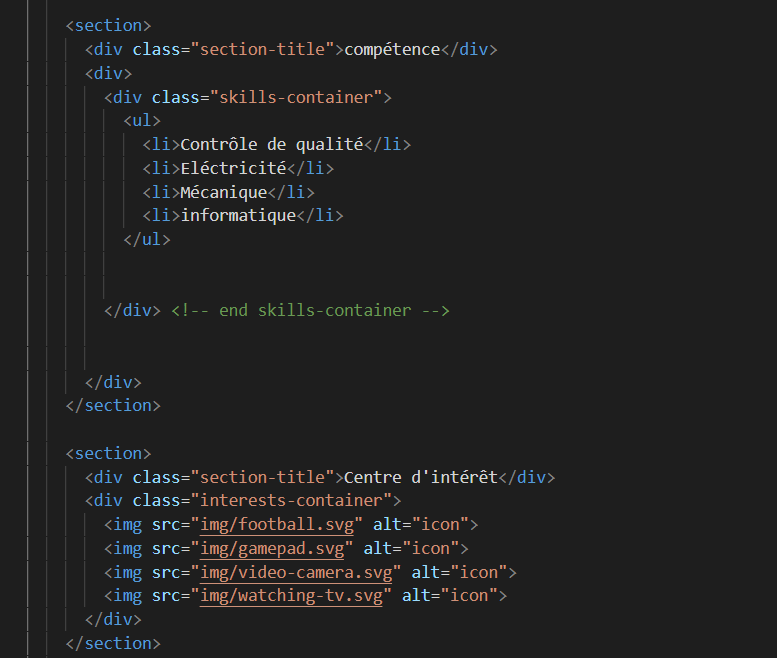 <section>
<div class="section-title">compétence</div>
<div>
<div class="skills-container">
<ul>
<li>Contrôle de qualité</li>
<li>Eléctricité</li>
<li>Mécanique</li>
<li>informatique</li>
</ul>
</div> <!-- end skills-container -->
</div>
</section>
<section>
<div class="section-title">Centre d'intérêt</div>
<div class="interests-container">
<img src="img/football.svg" alt="icon">
<img src="img/gamepad.svg" alt="icon">
<img src="img/video-camera.svg" alt="icon">
<img src="img/watching-tv.svg" alt="icon">
</div>
</section>